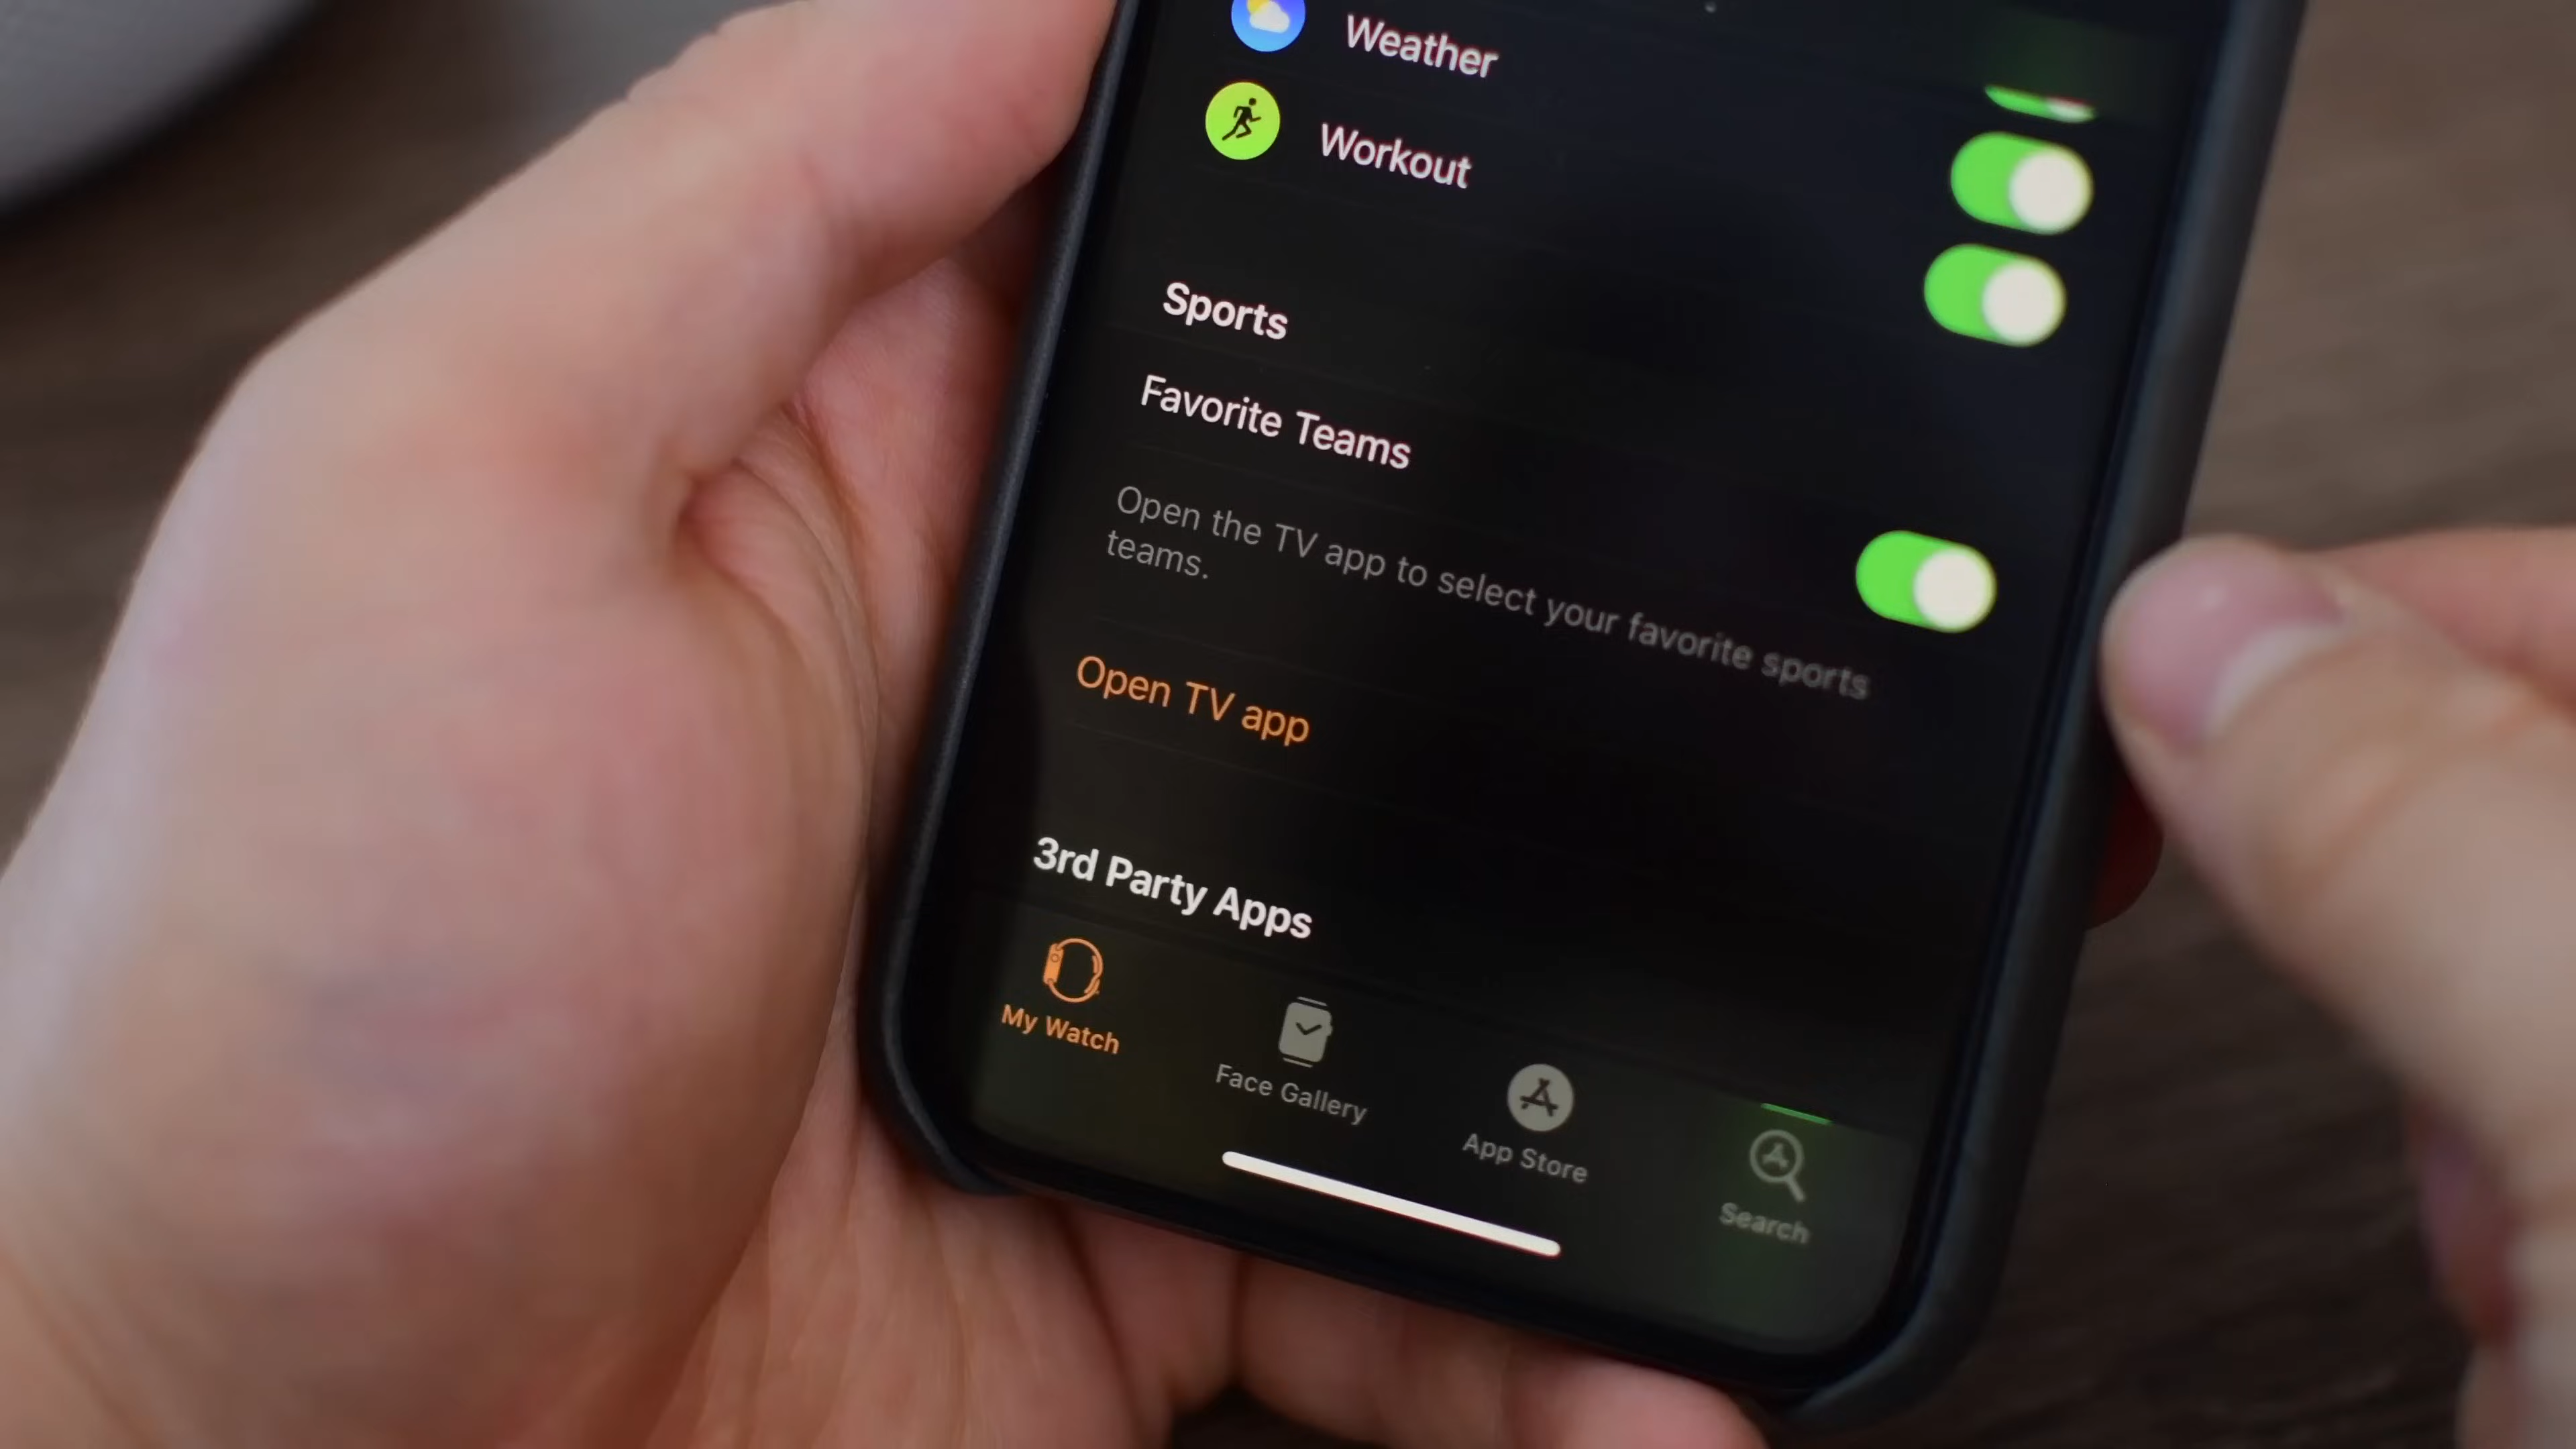 Weather
Workout
Sports
Favorite Teams
Open the TV app to select your favorite sports
teams.
Open TV app
3rd Party Apps
My Watch
Face Gallery
App Store
Search